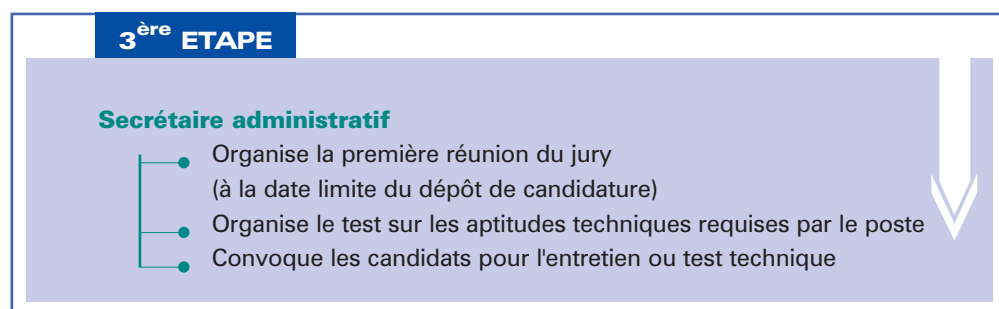 3ère ETAPE
Secrétaire administratif
Organise la première réunion du jury
(à la date limite du dépôt de candidature)
Organise le test sur les aptitudes techniques requises par le poste
Convoque les candidats pour l'entretien ou test technique